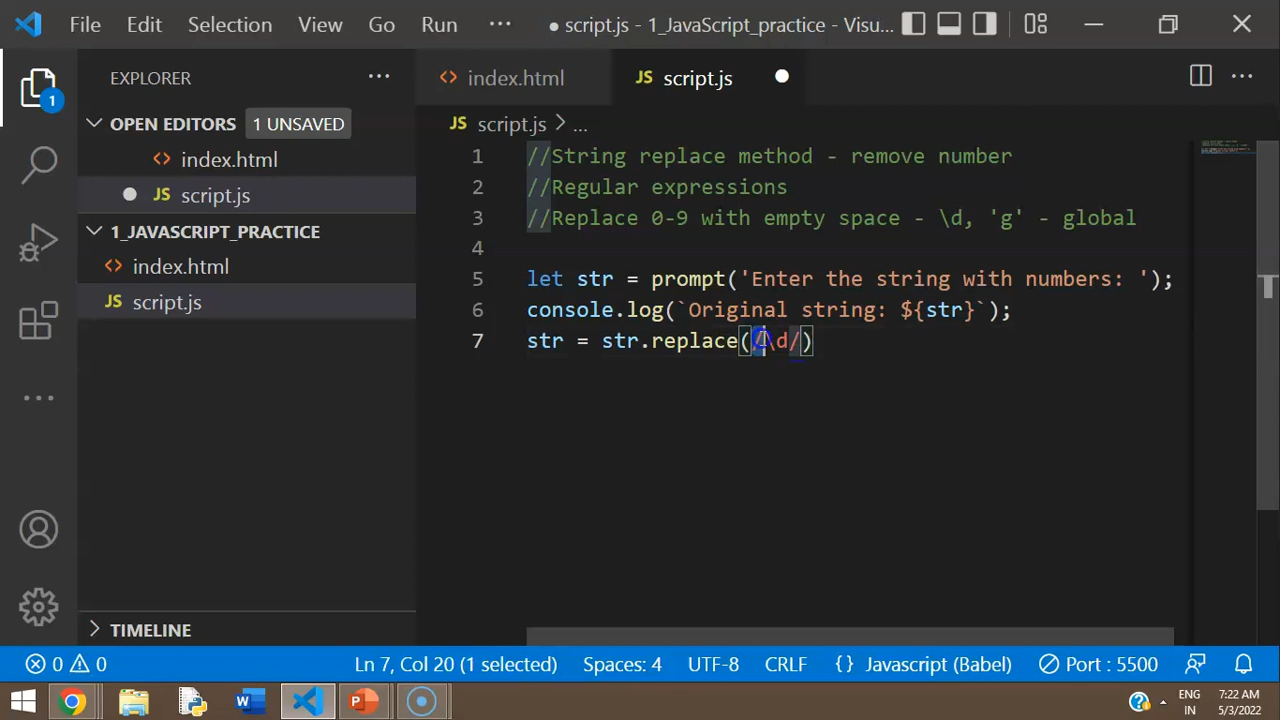 File Edit Selection View Go Run ··· ● script.js - 1_JavaScript_practice - Visu...
EXPLORER ···
OPEN EDITORS 1 UNSAVED
<> index.html
● JS script.js
1_JAVASCRIPT_PRACTICE
<> index.html
JS script.js
TIMELINE
1
<> index.html JS script.js ● ···
JS script.js > ...
1 //String replace method - remove number
2 //Regular expressions
3 //Replace 0-9 with empty space - \d, 'g' - global
4
5 let str = prompt('Enter the string with numbers: ');
6 console.log(`Original string: ${str}`);
7 str = str.replace(/\d/)
0 0 Ln 7, Col 20 (1 selected) Spaces: 4 UTF-8 CRLF {} Javascript (Babel) Port : 5500
W P ? ENG 7:22 AM
IN 5/3/2022